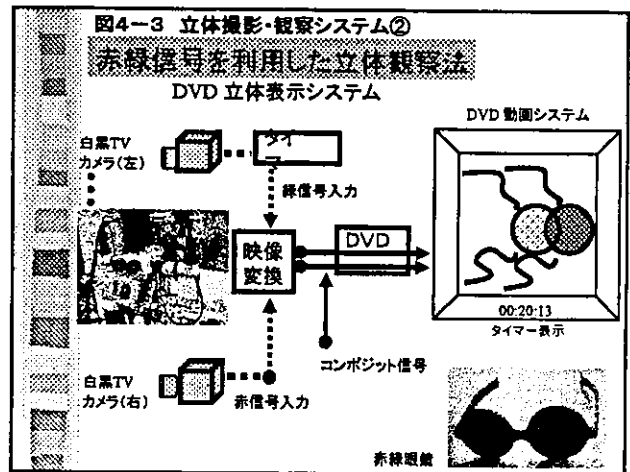 図4−3 立体撮影・観察システム②
赤緑信号を利用した立体観察法
DVD 立体表示システム
DVD 動画システム
白黒TV
カメラ(左)
タイ
緑信号入力
映像
変換
DVD
00:20:13
タイマー表示
コンポジット信号
白黒TV
カメラ(右)
赤信号入力
赤緑眼鏡